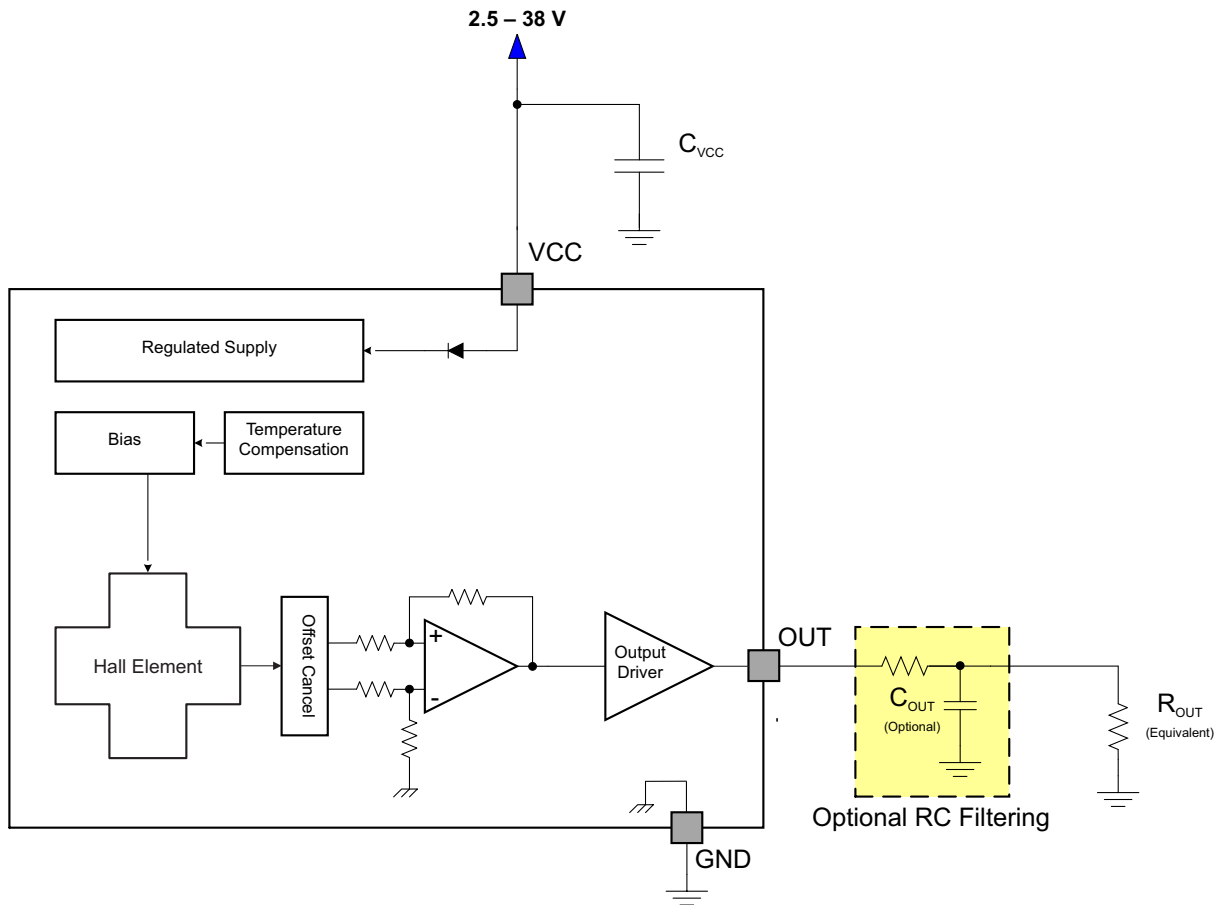 2.5 – 38 V
CVCC
VCC
Regulated Supply
Bias
Temperature
Compensation
Hall Element
Offset Cancel
+
-
Output
Driver
OUT
COUT
(Optional)
ROUT
(Equivalent)
Optional RC Filtering
GND